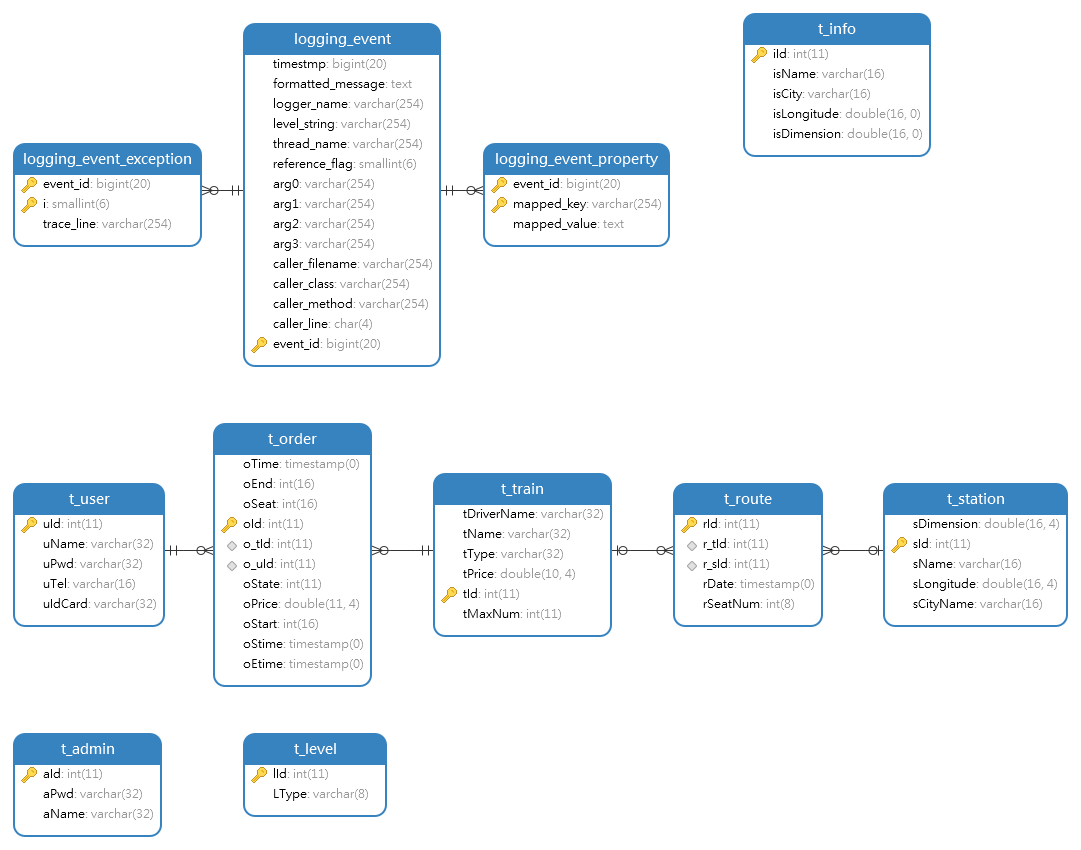 logging_event
timestmp: bigint(20)
formatted_message: text
logger_name: varchar(254)
level_string: varchar(254)
thread_name: varchar(254)
reference_flag: smallint(6)
arg0: varchar(254)
arg1: varchar(254)
arg2: varchar(254)
arg3: varchar(254)
caller_filename: varchar(254)
caller_class: varchar(254)
caller_method: varchar(254)
caller_line: char(4)
event_id: bigint(20)
t_info
iId: int(11)
isName: varchar(16)
isCity: varchar(16)
isLongitude: double(16, 0)
isDimension: double(16, 0)
logging_event_exception
event_id: bigint(20)
i: smallint(6)
trace_line: varchar(254)
logging_event_property
event_id: bigint(20)
mapped_key: varchar(254)
mapped_value: text
t_user
uId: int(11)
uName: varchar(32)
uPwd: varchar(32)
uTel: varchar(16)
uIdCard: varchar(32)
t_order
oTime: timestamp(0)
oEnd: int(16)
oSeat: int(16)
oId: int(11)
o_tId: int(11)
o_uId: int(11)
oState: int(11)
oPrice: double(11, 4)
oStart: int(16)
oStime: timestamp(0)
oEtime: timestamp(0)
t_train
tDriverName: varchar(32)
tName: varchar(32)
tType: varchar(32)
tPrice: double(10, 4)
tId: int(11)
tMaxNum: int(11)
t_route
rId: int(11)
r_tId: int(11)
r_sId: int(11)
rDate: timestamp(0)
rSeatNum: int(8)
t_station
sDimension: double(16, 4)
sId: int(11)
sName: varchar(16)
sLongitude: double(16, 4)
sCityName: varchar(16)
t_admin
aId: int(11)
aPwd: varchar(32)
aName: varchar(32)
t_level
lId: int(11)
LType: varchar(8)